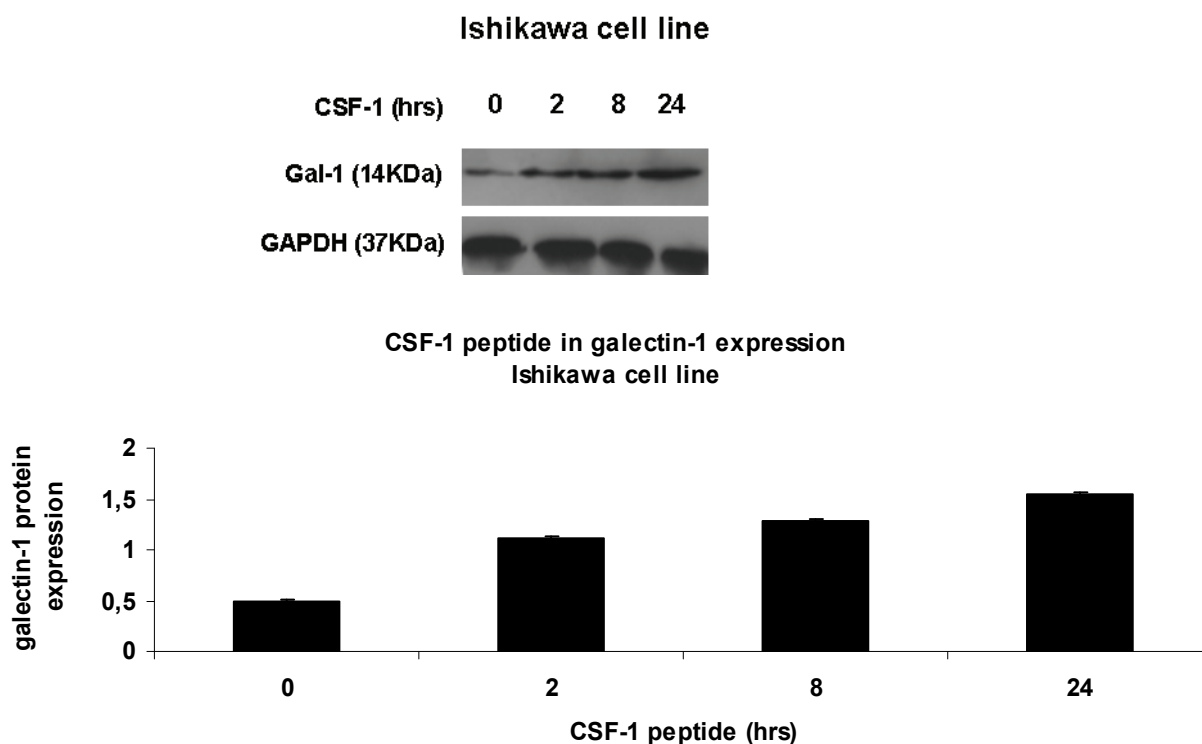 Ishikawa cell line
CSF-1 (hrs) 0 2 8 24
Gal-1 (14KDa)
GAPDH (37KDa)
CSF-1 peptide in galectin-1 expression
Ishikawa cell line
galectin-1 protein
expression
2
1,5
1
0,5
0
0 2 8 24
CSF-1 peptide (hrs)